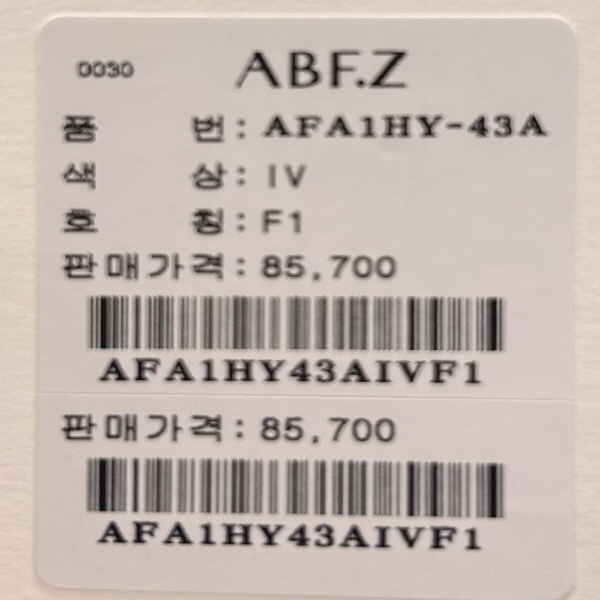 0030 ABF.Z
품 번 : AFA1HY-43A
색 상 : IV
호 칭 : F1
판매가격 : 85,700
AFA1HY43AIVF1
판매가격 : 85,700
AFA1HY43AIVF1